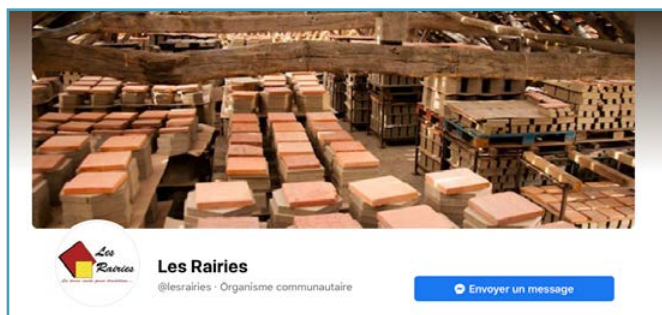 Les
Rairies
Les Rairies
@lesrairies · Organisme communautaire
Envoyer un message